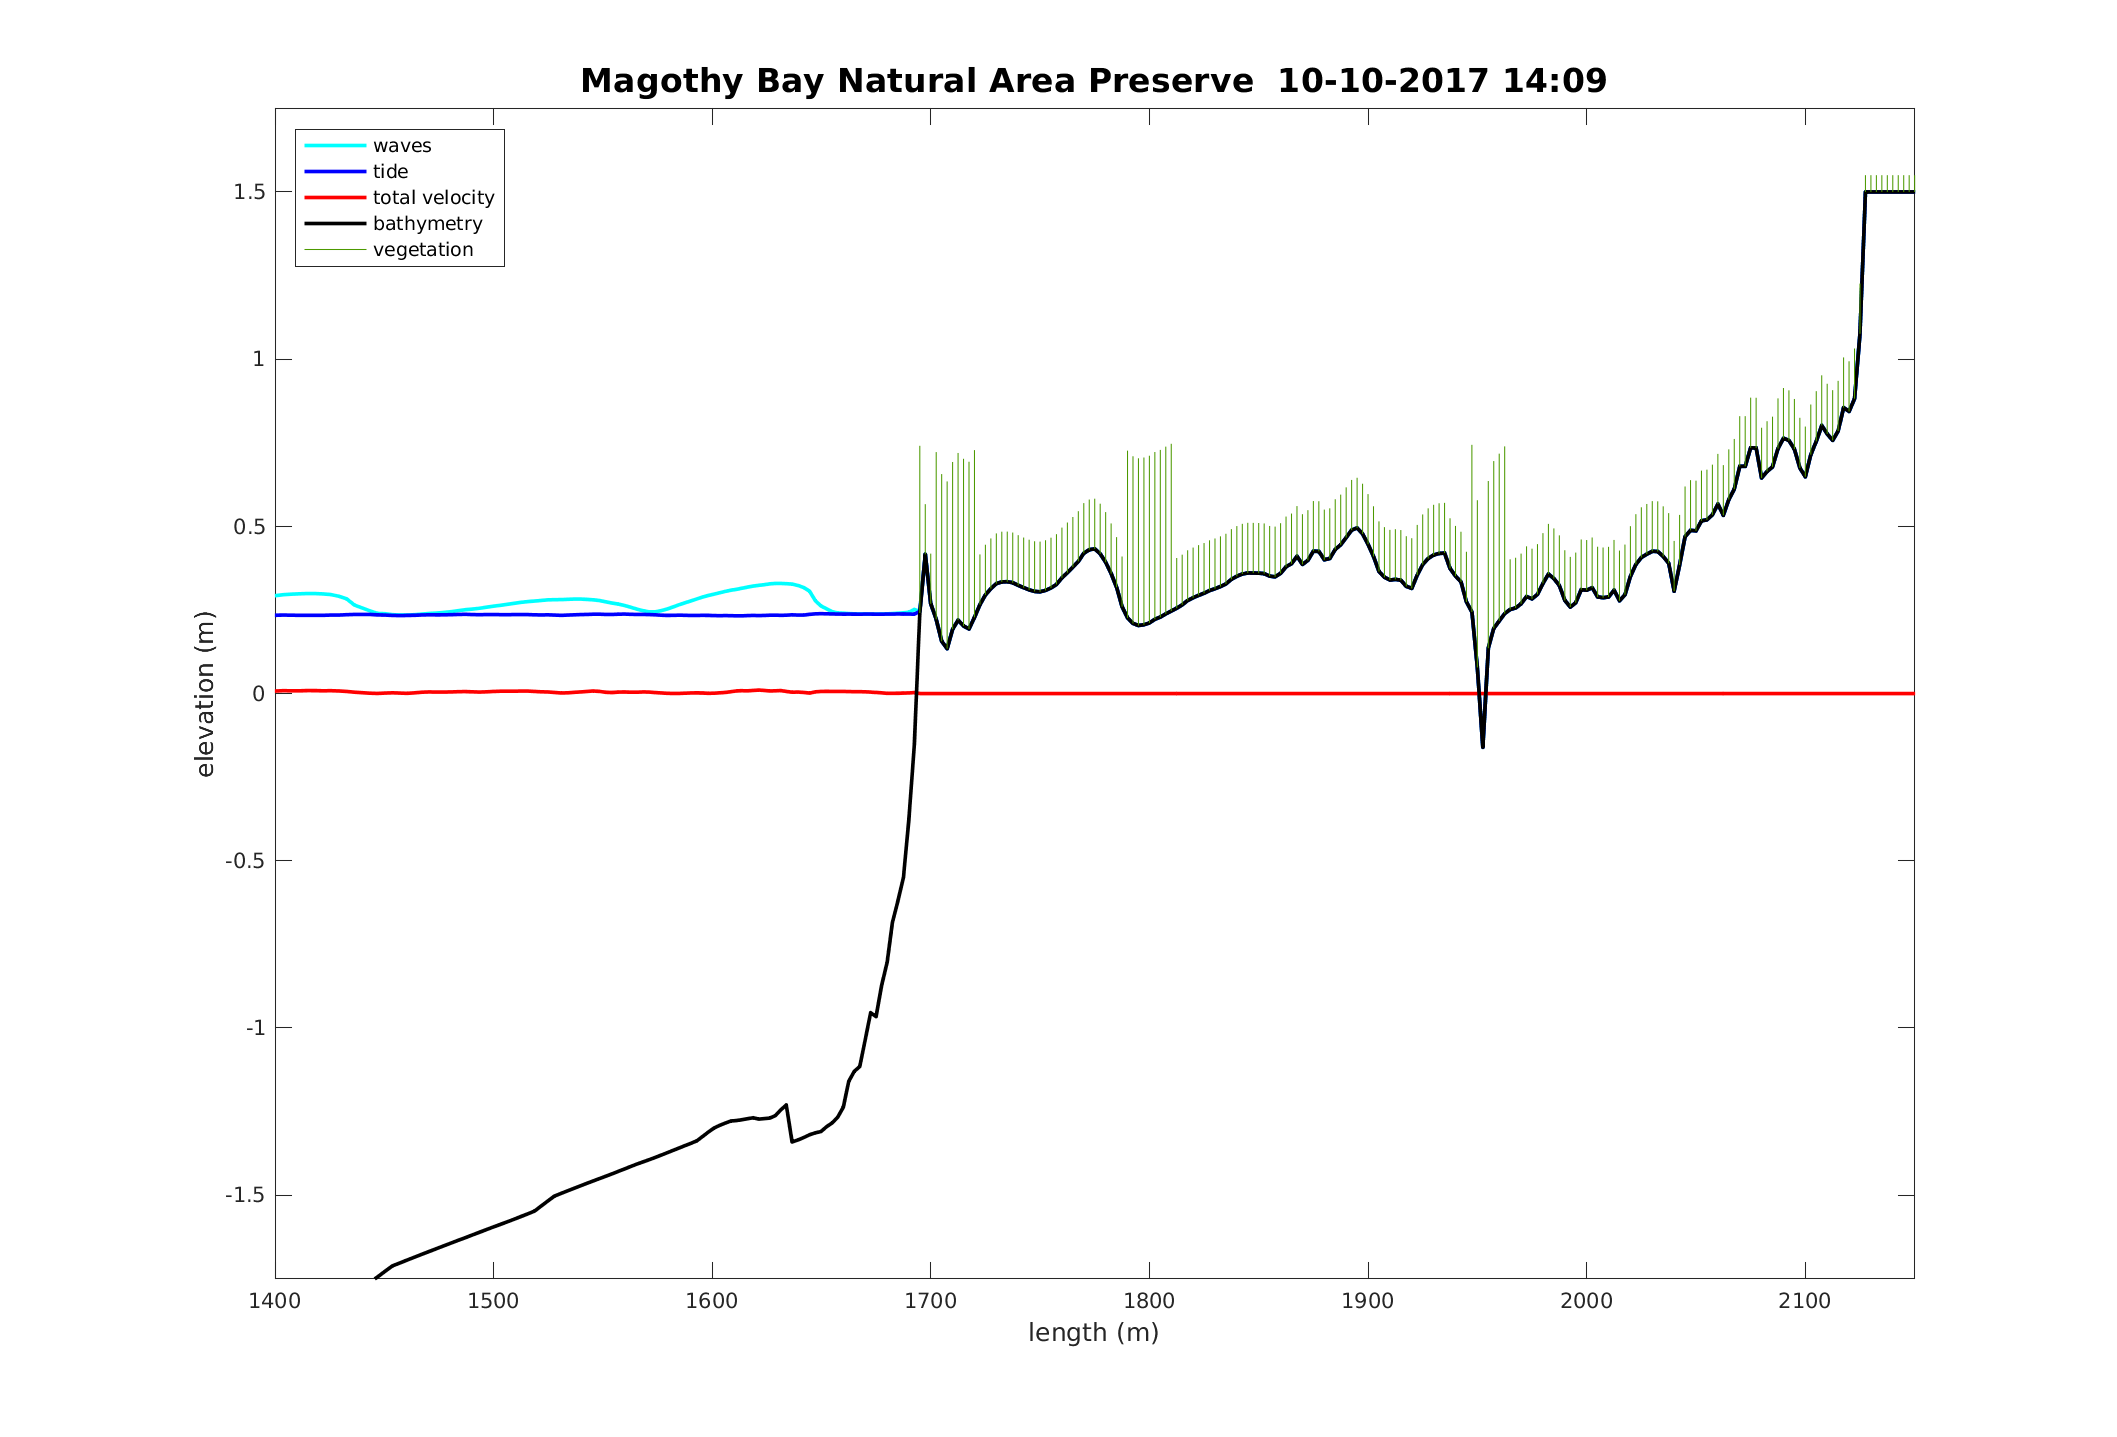 Magothy Bay Natural Area Preserve  10-10-2017 14:09
waves
tide
total velocity
bathymetry
vegetation
1.5
1
0.5
0
-0.5
-1
-1.5
elevation (m)
1400 1500 1600 1700 1800 1900 2000 2100
length (m)